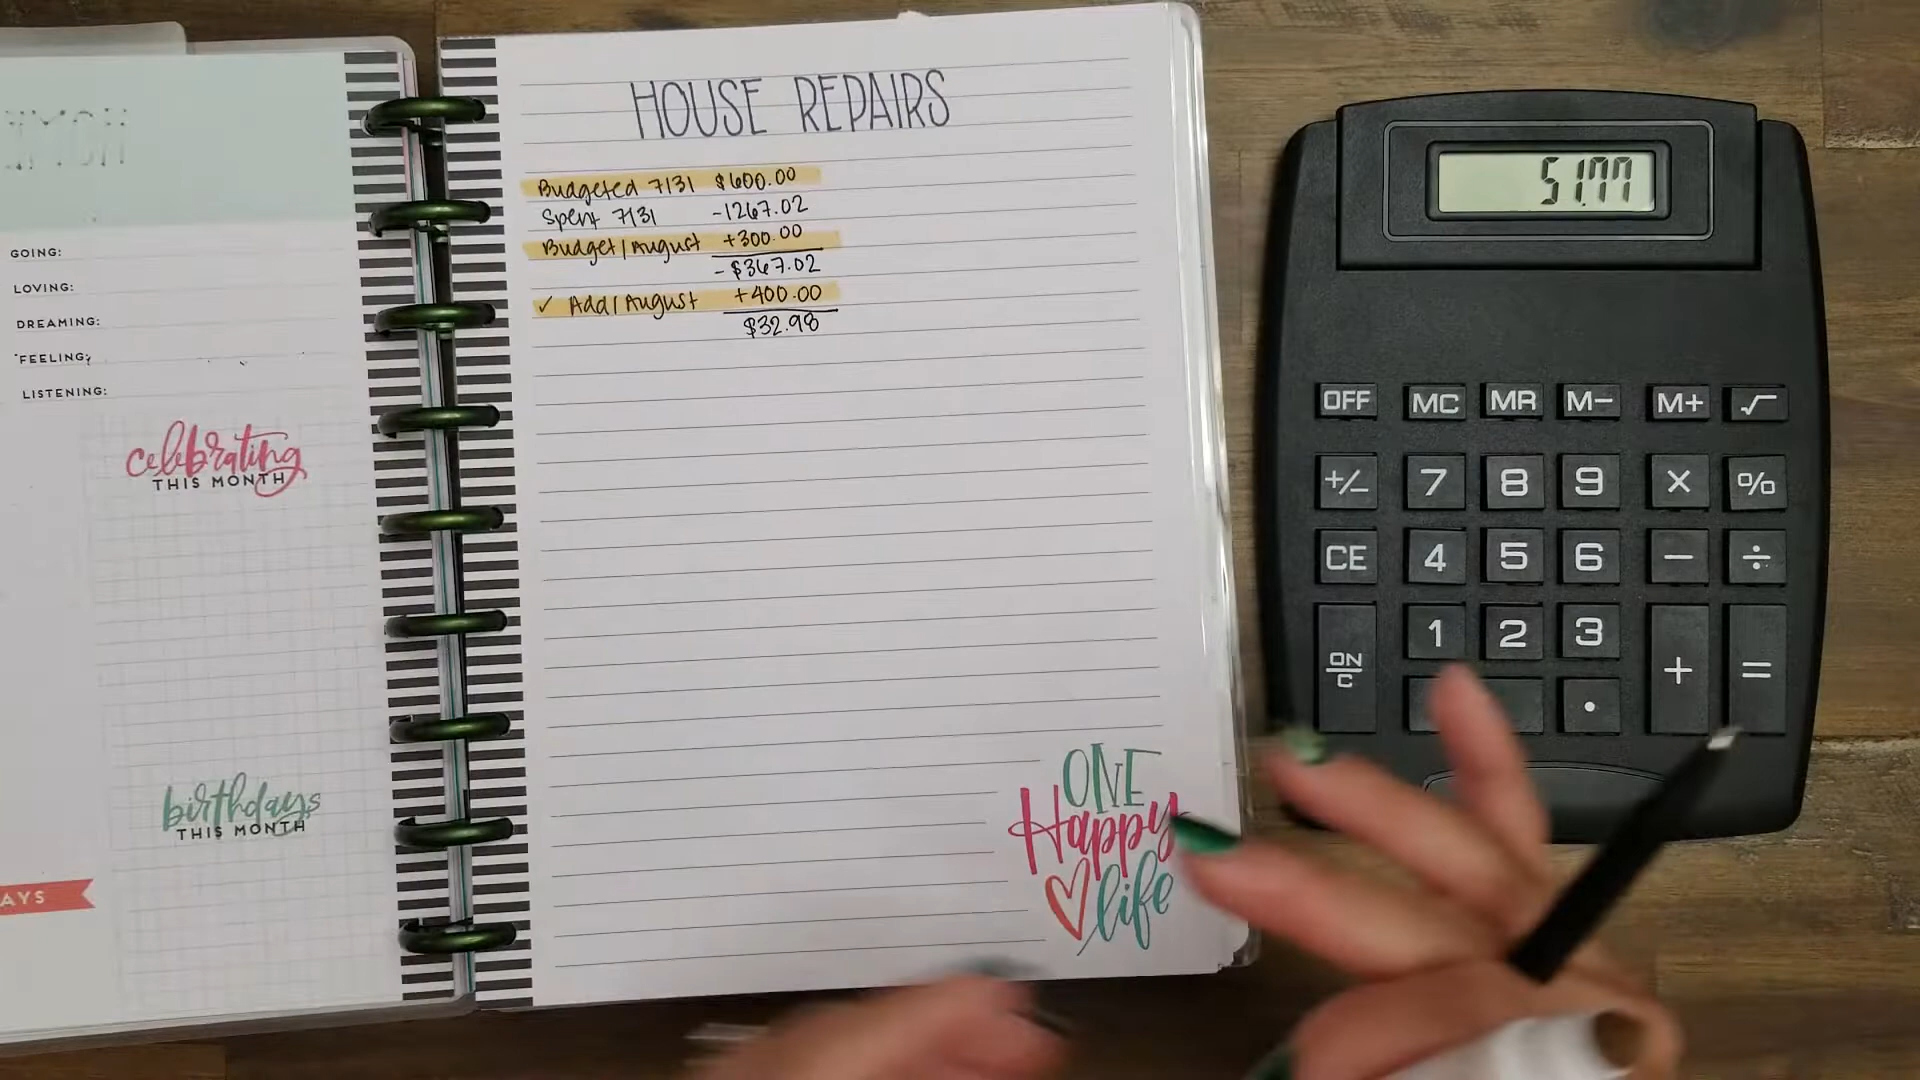 GOING:
LOVING:
DREAMING:
FEELING:
LISTENING:
celebrating
THIS MONTH
birthdays
THIS MONTH
AYS
HOUSE REPAIRS
Budgeted 7/31 $600.00
Spent 7/31 -1267.02
Budget/August +300.00
-$367.02
✓ Add/August +400.00
$32.98
ONE
Happy
life
51.77
OFF MC MR M- M+ √
+/- 7 8 9 × %
CE 4 5 6 - ÷
ON/C 1 2 3 + =
.